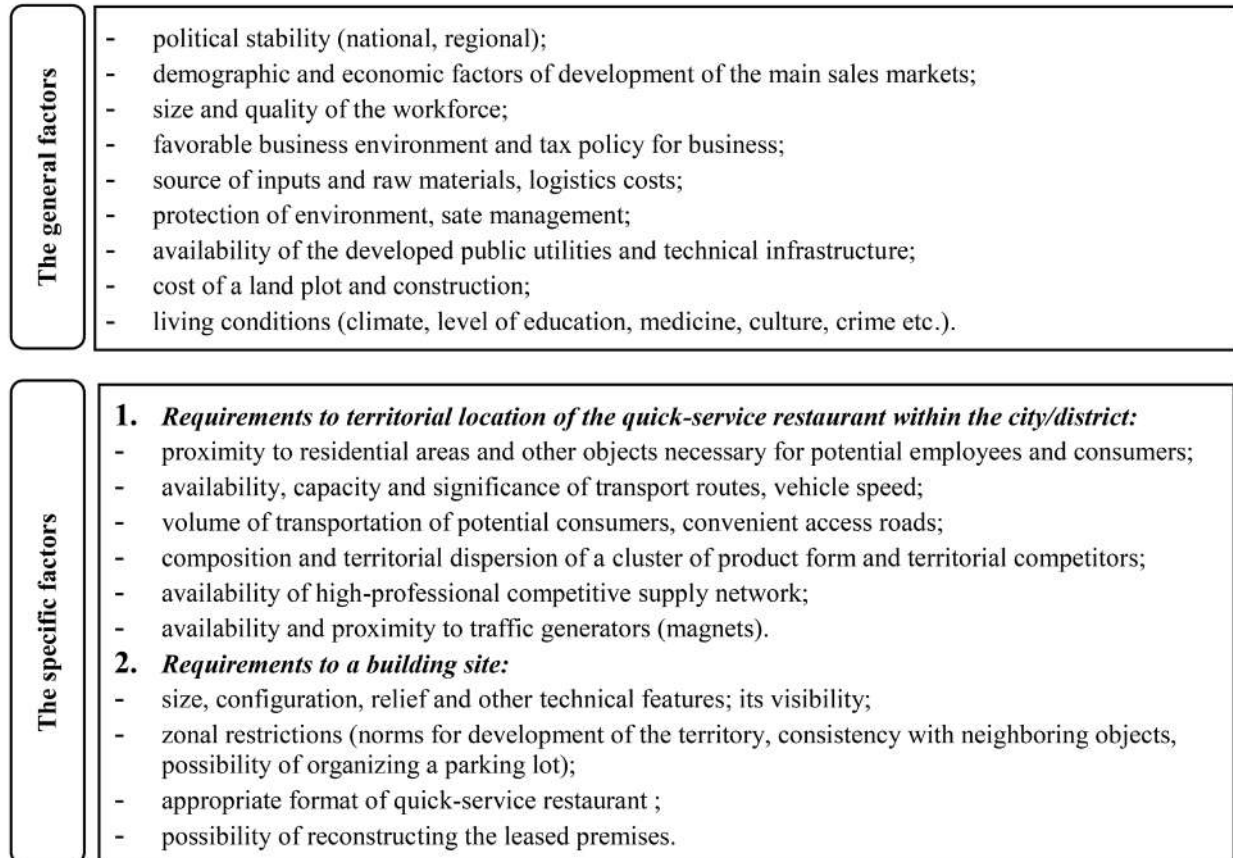 The general factors
- political stability (national, regional);
- demographic and economic factors of development of the main sales markets;
- size and quality of the workforce;
- favorable business environment and tax policy for business;
- source of inputs and raw materials, logistics costs;
- protection of environment, sate management;
- availability of the developed public utilities and technical infrastructure;
- cost of a land plot and construction;
- living conditions (climate, level of education, medicine, culture, crime etc.).
The specific factors
1. Requirements to territorial location of the quick-service restaurant within the city/district:
- proximity to residential areas and other objects necessary for potential employees and consumers;
- availability, capacity and significance of transport routes, vehicle speed;
- volume of transportation of potential consumers, convenient access roads;
- composition and territorial dispersion of a cluster of product form and territorial competitors;
- availability of high-professional competitive supply network;
- availability and proximity to traffic generators (magnets).
2. Requirements to a building site:
- size, configuration, relief and other technical features; its visibility;
- zonal restrictions (norms for development of the territory, consistency with neighboring objects,
possibility of organizing a parking lot);
- appropriate format of quick-service restaurant ;
- possibility of reconstructing the leased premises.